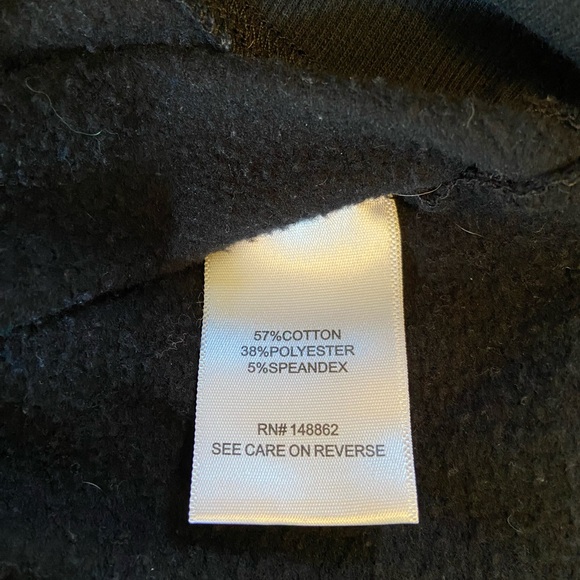 57%COTTON
38%POLYESTER
5%SPEANDEX
RN# 148862
SEE CARE ON REVERSE